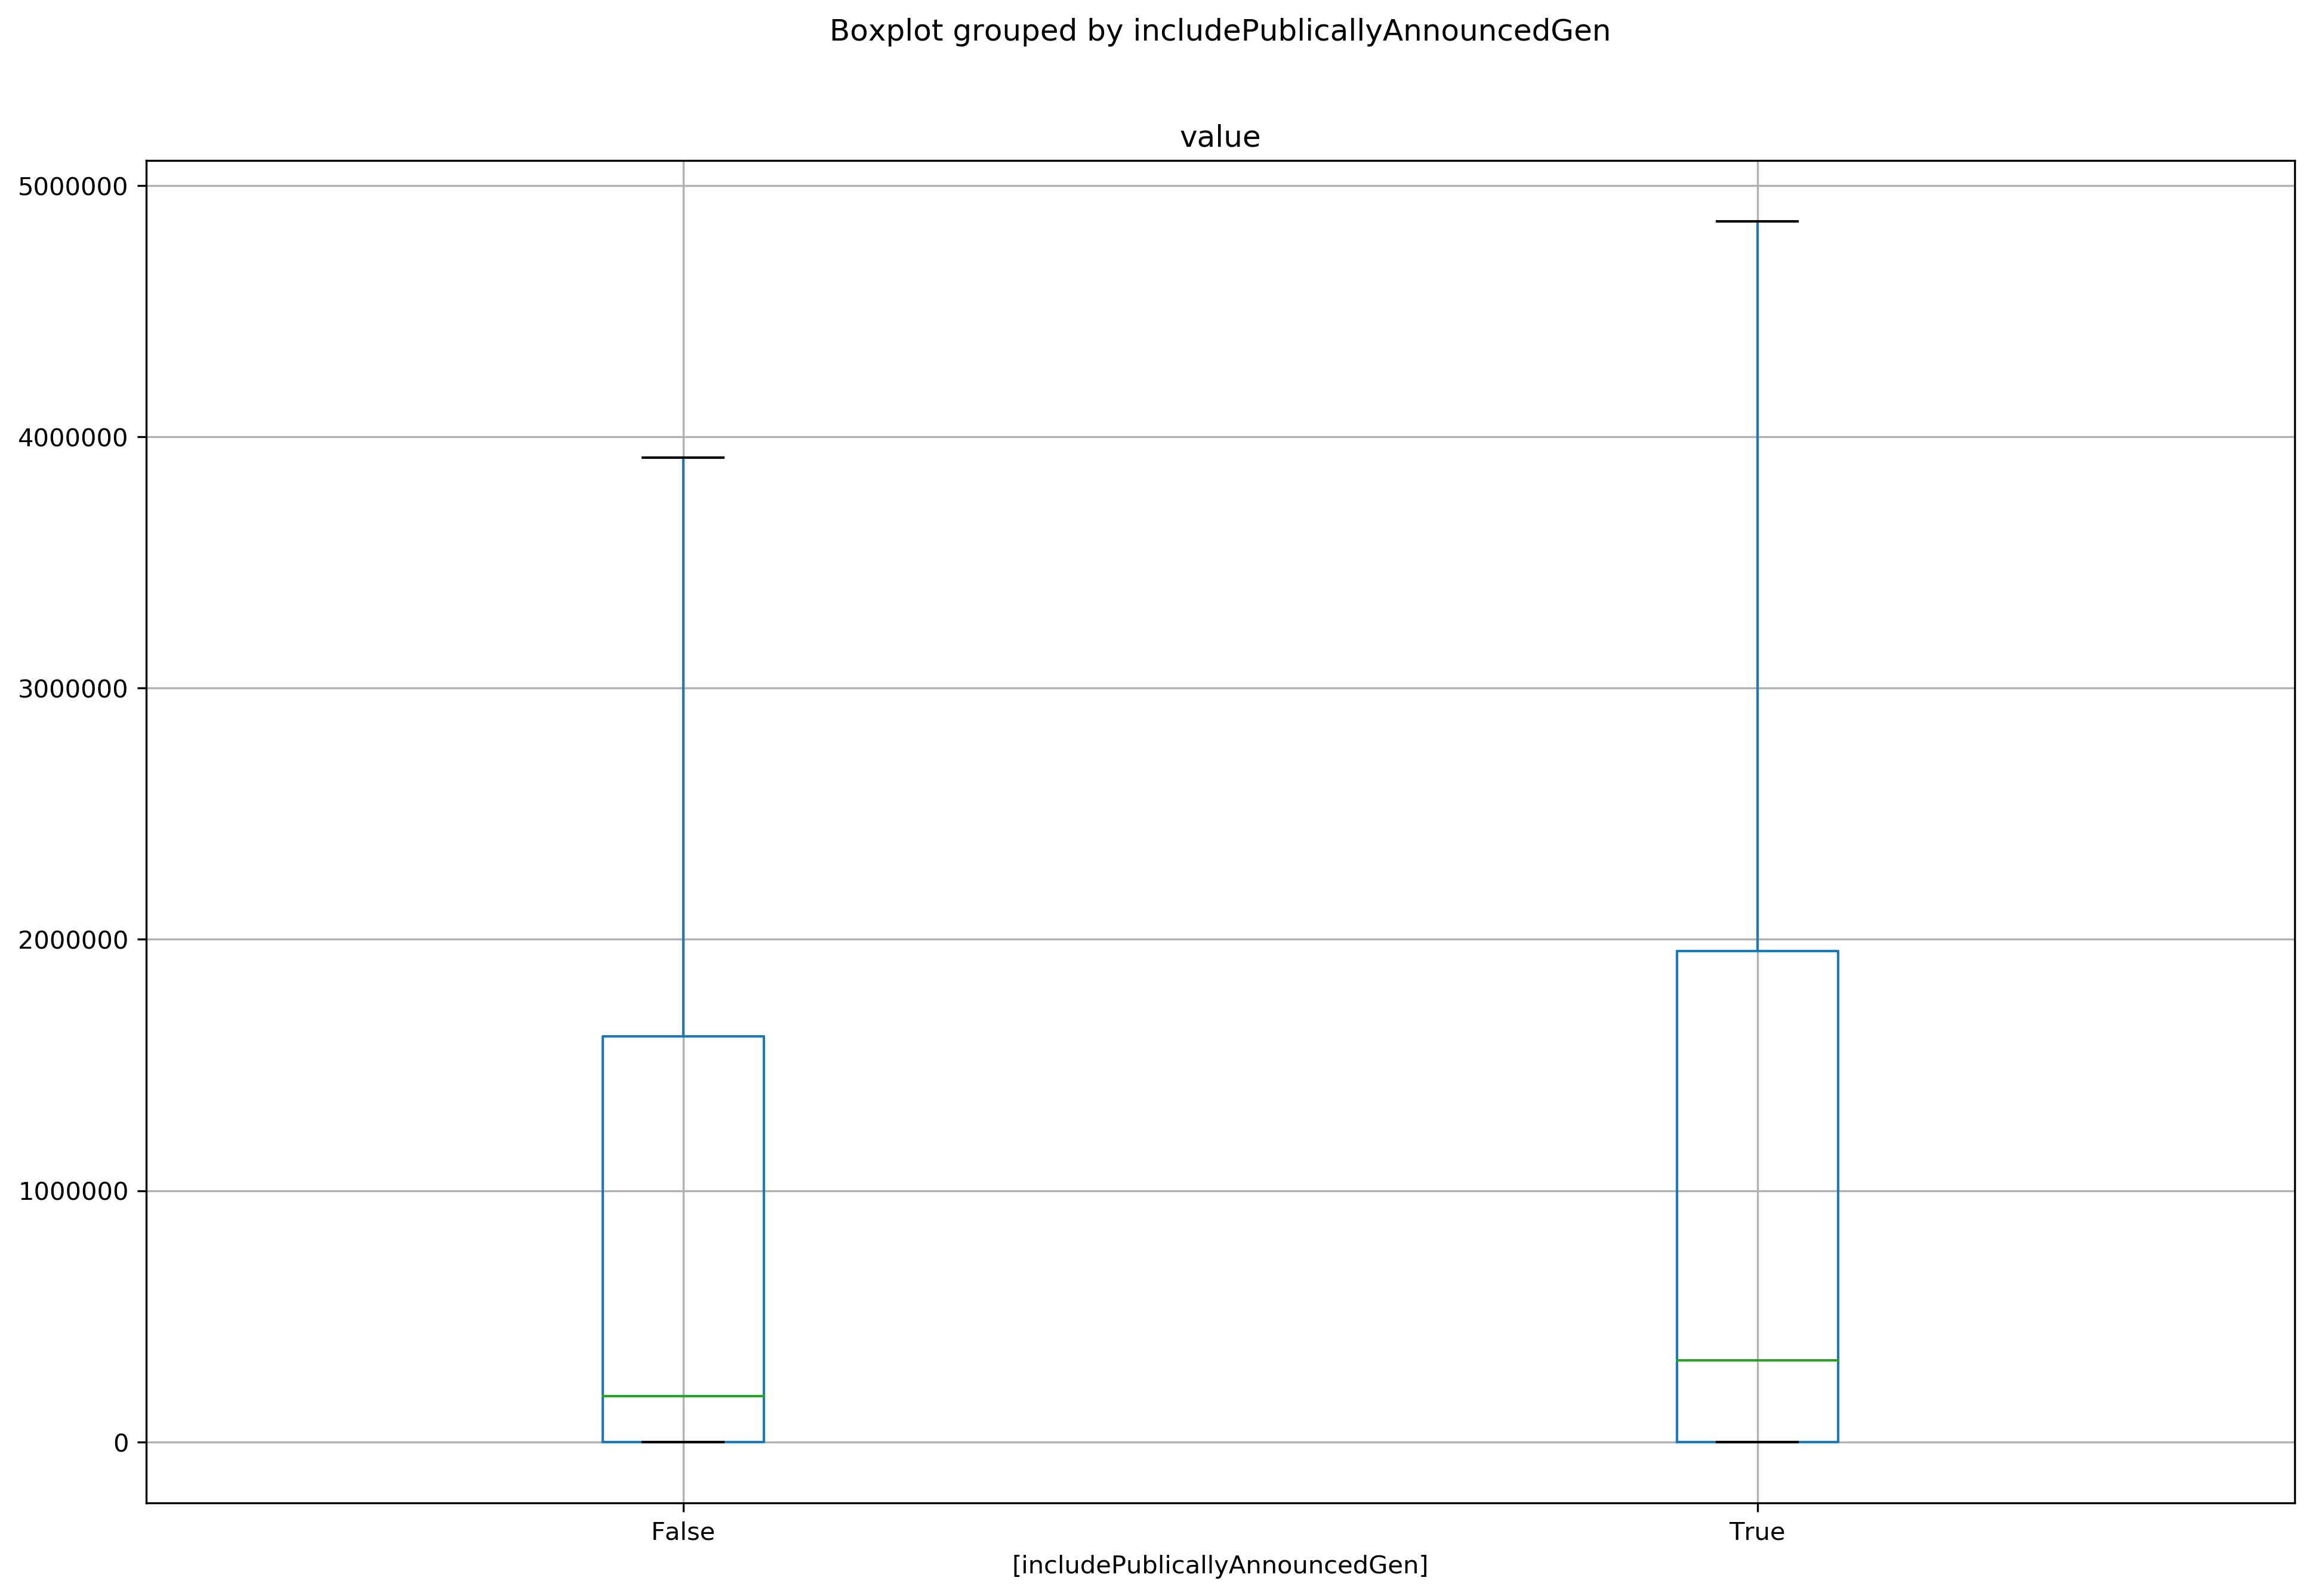 Boxplot grouped by includePublicallyAnnouncedGen
value
5000000
4000000
3000000
2000000
1000000
0
False True
[includePublicallyAnnouncedGen]